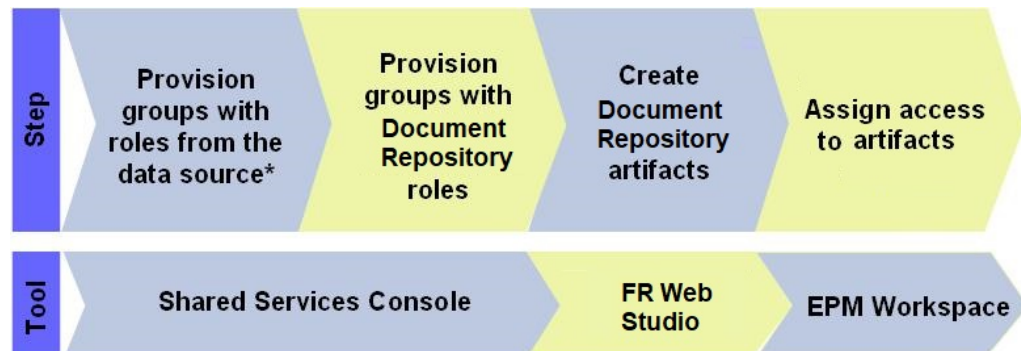 Step
Provision
groups with
roles from the
data source*
Provision
groups with
Document
Repository
roles
Create
Document
Repository
artifacts
Assign access
to artifacts
Tool
Shared Services Console
FR Web
Studio
EPM Workspace